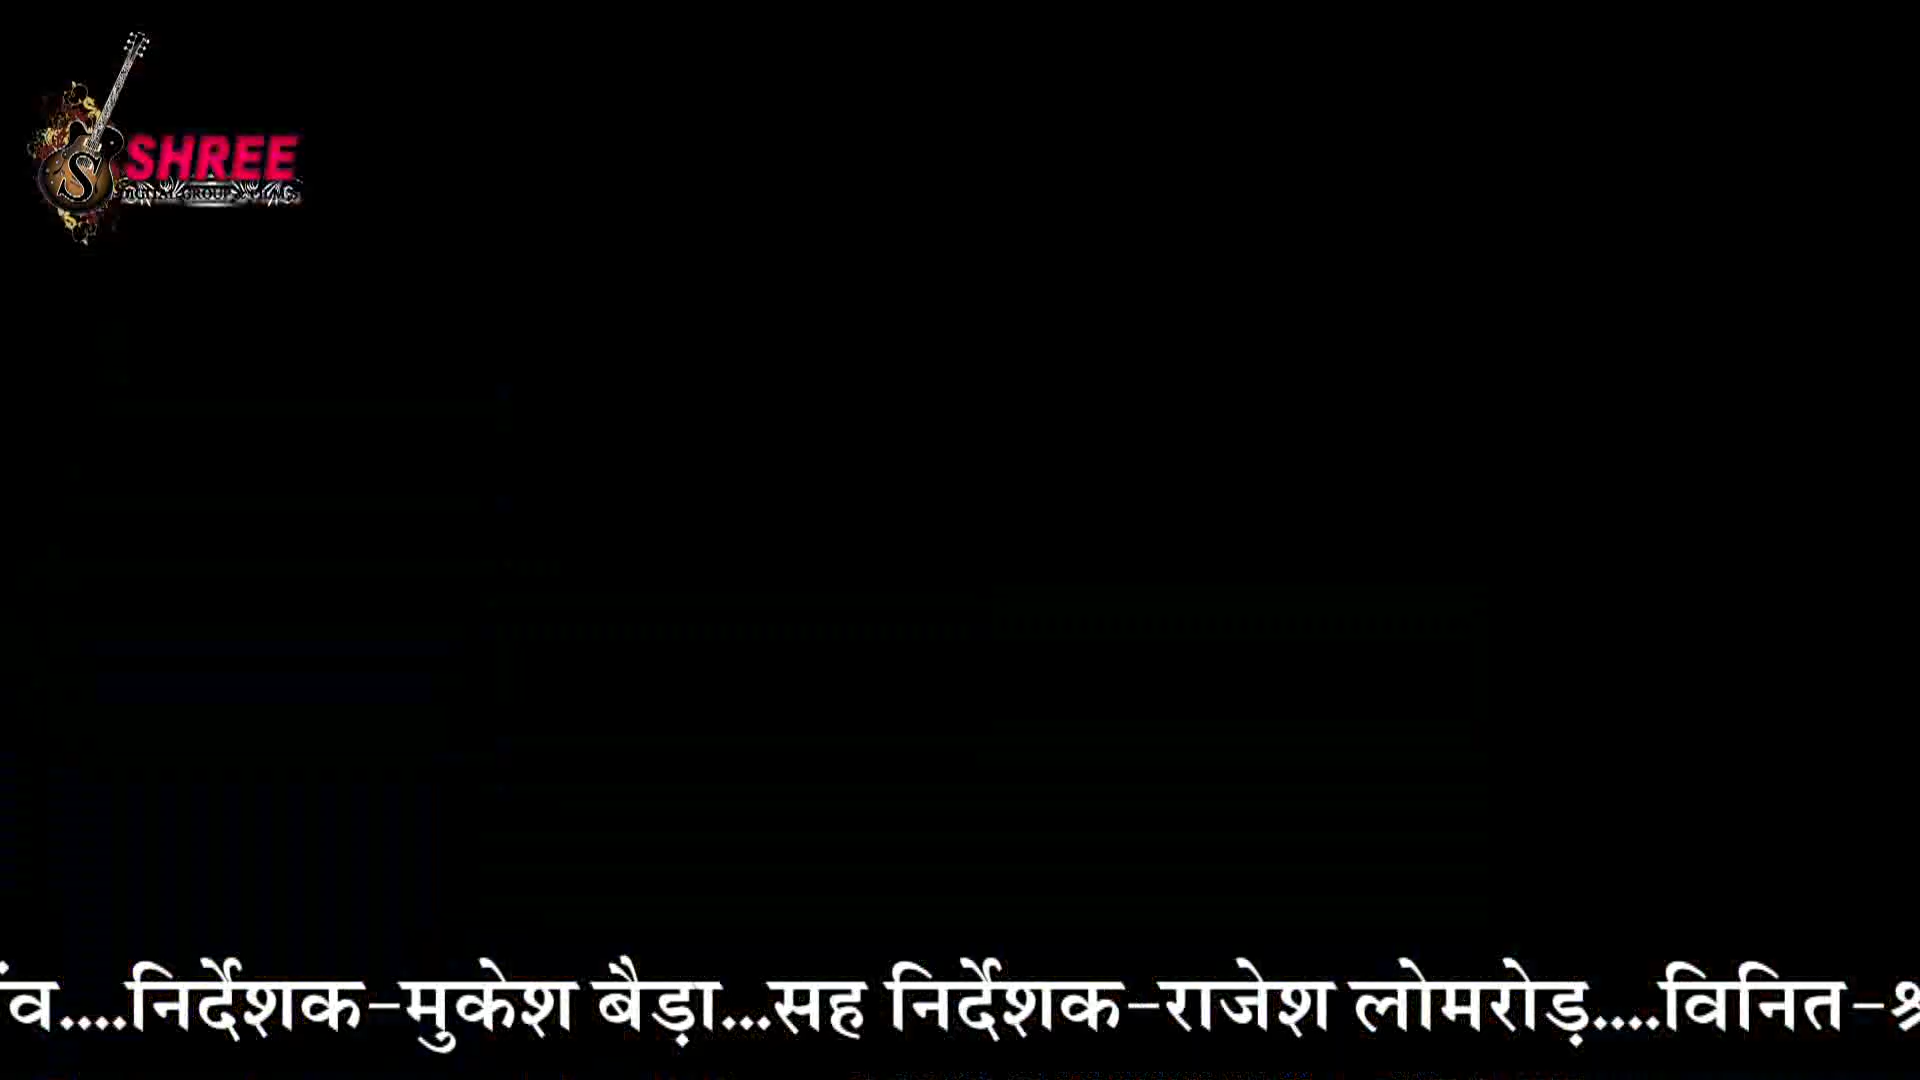 SHREE
व....निर्देशक-मुकेश बैड़ा...सह निर्देशक-राजेश लोमरोड़....विनित-श्र